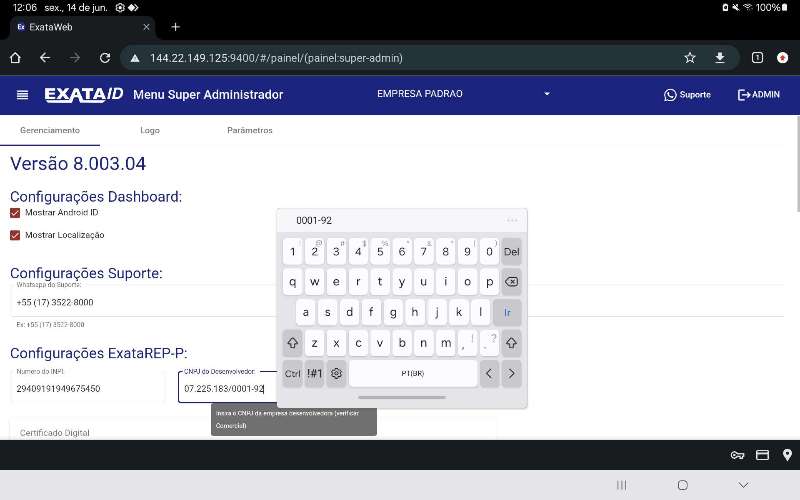 12:06 sex., 14 de jun. 100%
Ex ExataWeb
144.22.149.125:9400/#/painel/(painel:super-admin) 1
EXATAID Menu Super Administrador EMPRESA PADRAO Suporte ADMIN
Gerenciamento Logo Parâmetros
Versão 8.003.04
Configurações Dashboard:
Mostrar Android ID
Mostrar Localização
Configurações Suporte:
Whatsapp do Suporte:
+55 (17) 3522-8000
Ex: +55 (17) 3522-8000
Configurações ExataREP-P:
Número do INPI: CNPJ do Desenvolvedor:
29409191949675450 07.225.183/0001-92
Insira o CNPJ da empresa desenvolvedora (verificar
Comercial)
Certificado Digital
0001-92
1 2 3 4 5 6 7 8 9 0 Del
q w e r t y u i o p
a s d f g h j k l Ir
z x c v b n m , ! . ?
Ctrl !#1 PT(BR)